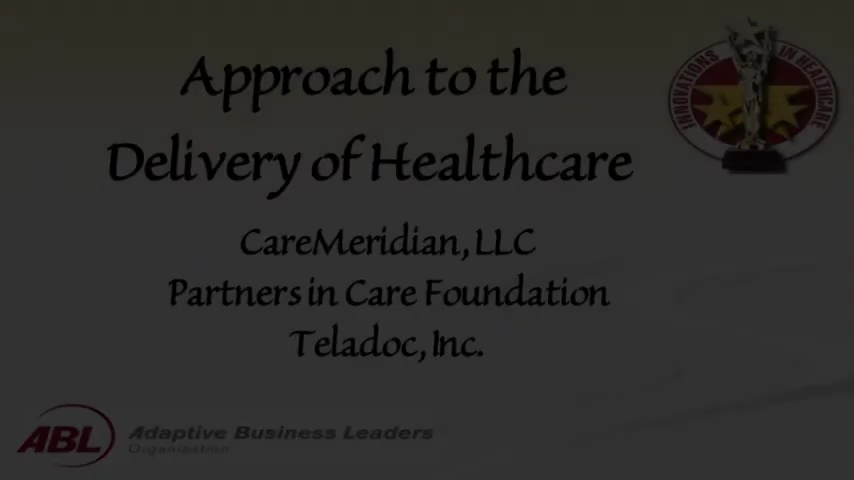 Approach to the
Delivery of Healthcare
INNOVATIONS IN HEALTHCARE
CareMeridian, LLC
Partners in Care Foundation
Teladoc, Inc.
ABL Adaptive Business Leaders
Organization